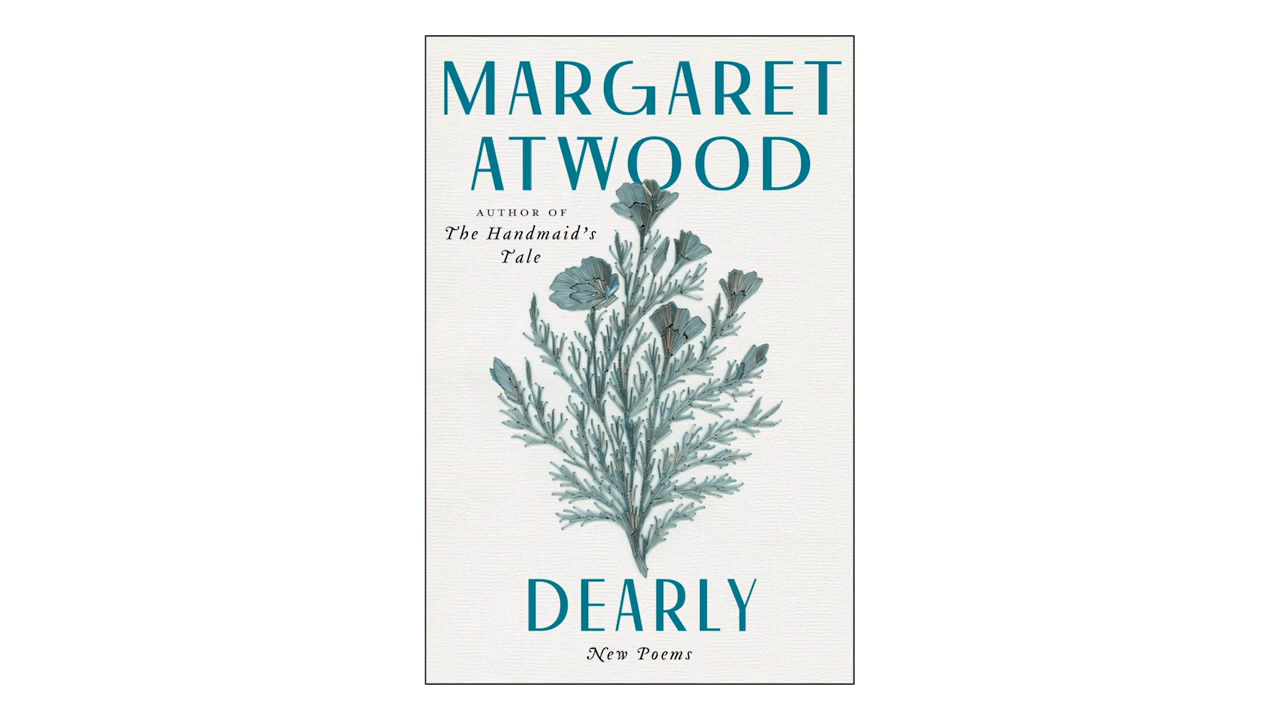 MARGARET
ATWOOD
AUTHOR OF
The Handmaid's
Tale
DEARLY
New Poems